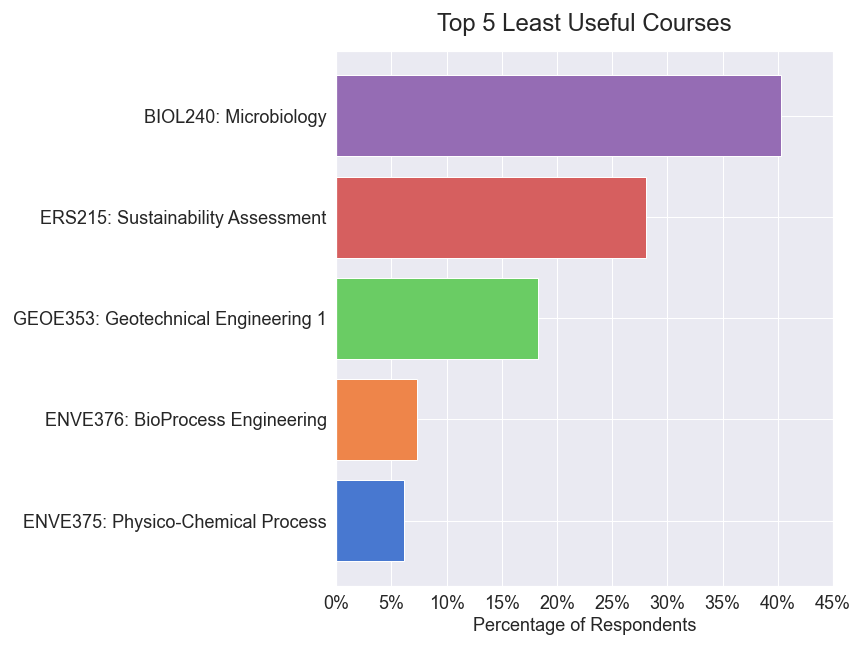 Top 5 Least Useful Courses
BIOL240: Microbiology
ERS215: Sustainability Assessment
GEOE353: Geotechnical Engineering 1
ENVE376: BioProcess Engineering
ENVE375: Physico-Chemical Process
0% 5% 10% 15% 20% 25% 30% 35% 40% 45%
Percentage of Respondents